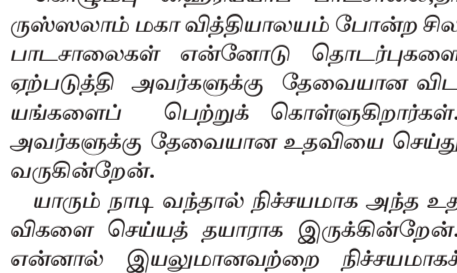 ருஸ்ஸலாம் மகா வித்தியாலயம் போன்ற சில
பாடசாலைகள் என்னோடு தொடர்புகளை
ஏற்படுத்தி அவர்களுக்கு தேவையான விட
யங்களைப் பெற்றுக் கொள்ளுகிறார்கள்.
அவர்களுக்கு தேவையான உதவியை செய்து
வருகின்றேன்.
யாரும் நாடி வந்தால் நிச்சயமாக அந்த உத
விகளை செய்யத் தயாராக இருக்கின்றேன்.
என்னால் இயலுமானவற்றை நிச்சயமாகச்